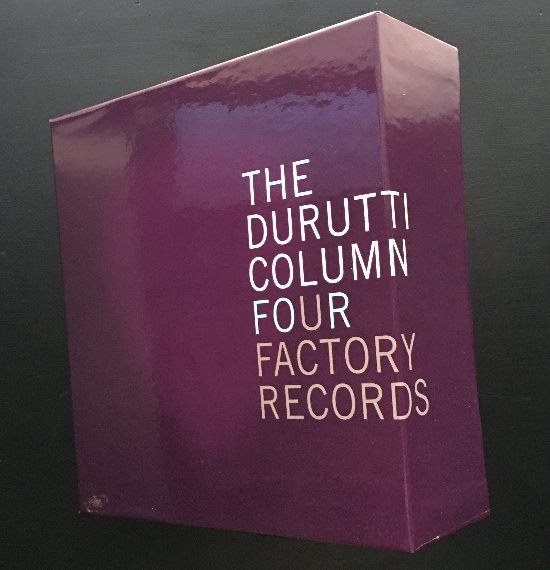 THE
DURUTTI
COLUMN
FOUR
FACTORY
RECORDS